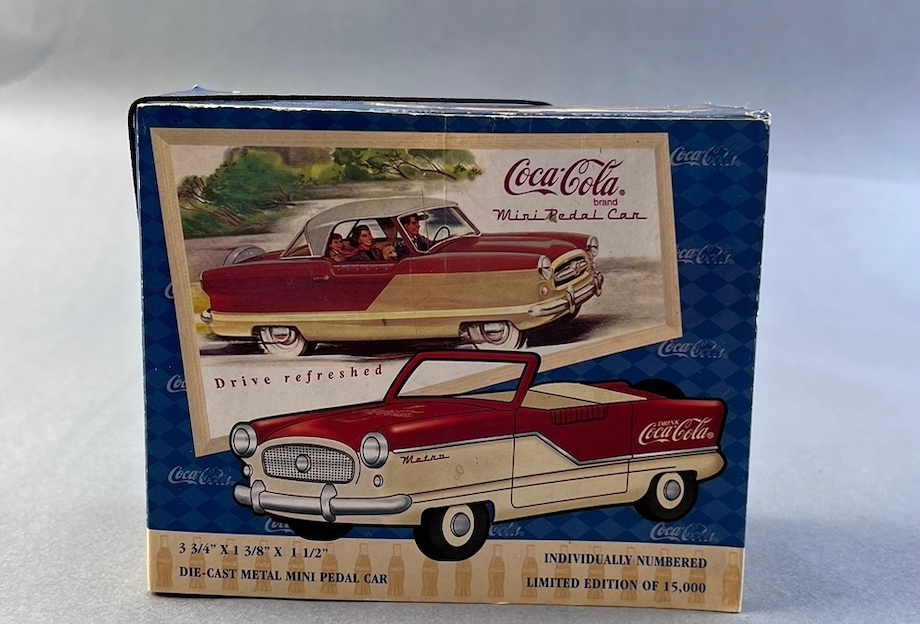 Coca-Cola®
brand
Mini Pedal Car
Drive refreshed
Metro
DRINK
Coca-Cola®
Coca-Cola
Coca-Cola
Coca-Cola
Coca-Cola
Coca-Cola
3 3/4" X 1 3/8" X 1 1/2"
DIE-CAST METAL MINI PEDAL CAR
INDIVIDUALLY NUMBERED
LIMITED EDITION OF 15,000